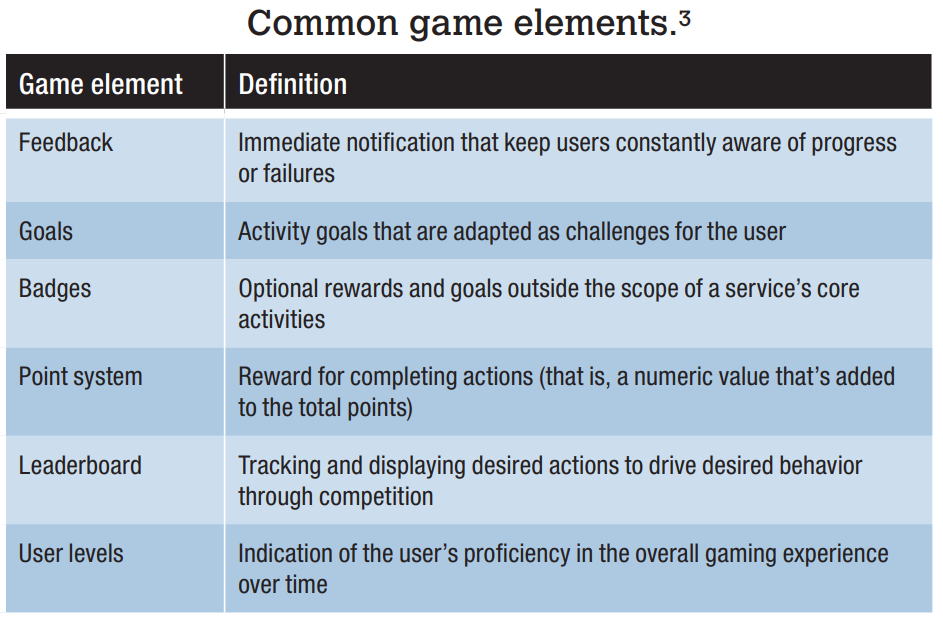 Common game elements.³
Game element Definition
Feedback Immediate notification that keep users constantly aware of progress
or failures
Goals Activity goals that are adapted as challenges for the user
Badges Optional rewards and goals outside the scope of a service's core
activities
Point system Reward for completing actions (that is, a numeric value that's added
to the total points)
Leaderboard Tracking and displaying desired actions to drive desired behavior
through competition
User levels Indication of the user's proficiency in the overall gaming experience
over time